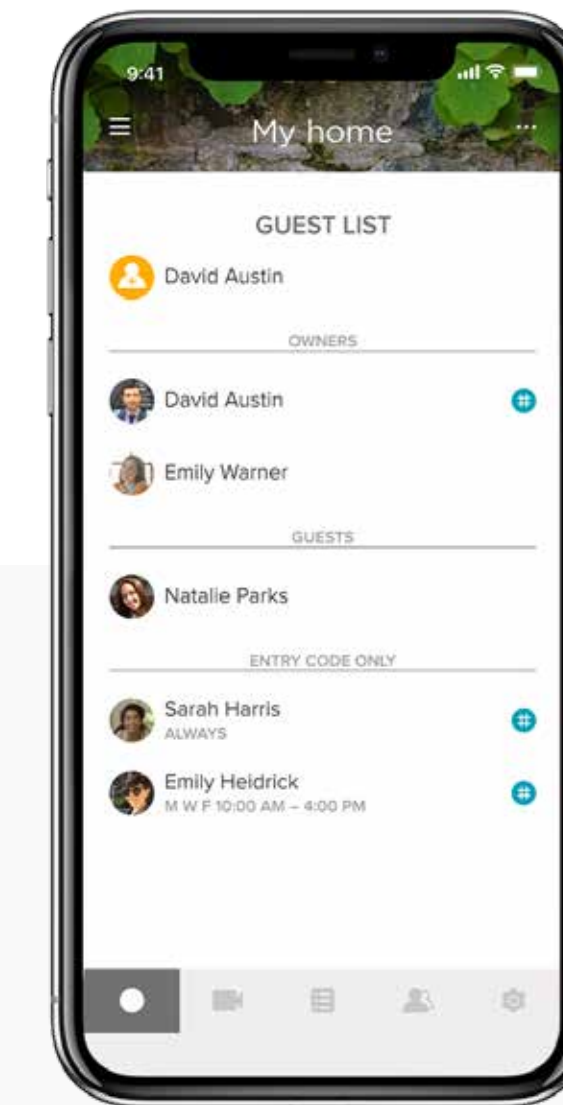 9:41
My home
GUEST LIST
David Austin
OWNERS
David Austin
#
Emily Warner
GUESTS
Natalie Parks
ENTRY CODE ONLY
Sarah Harris
ALWAYS
#
Emily Heidrick
M W F 10:00 AM – 4:00 PM
#